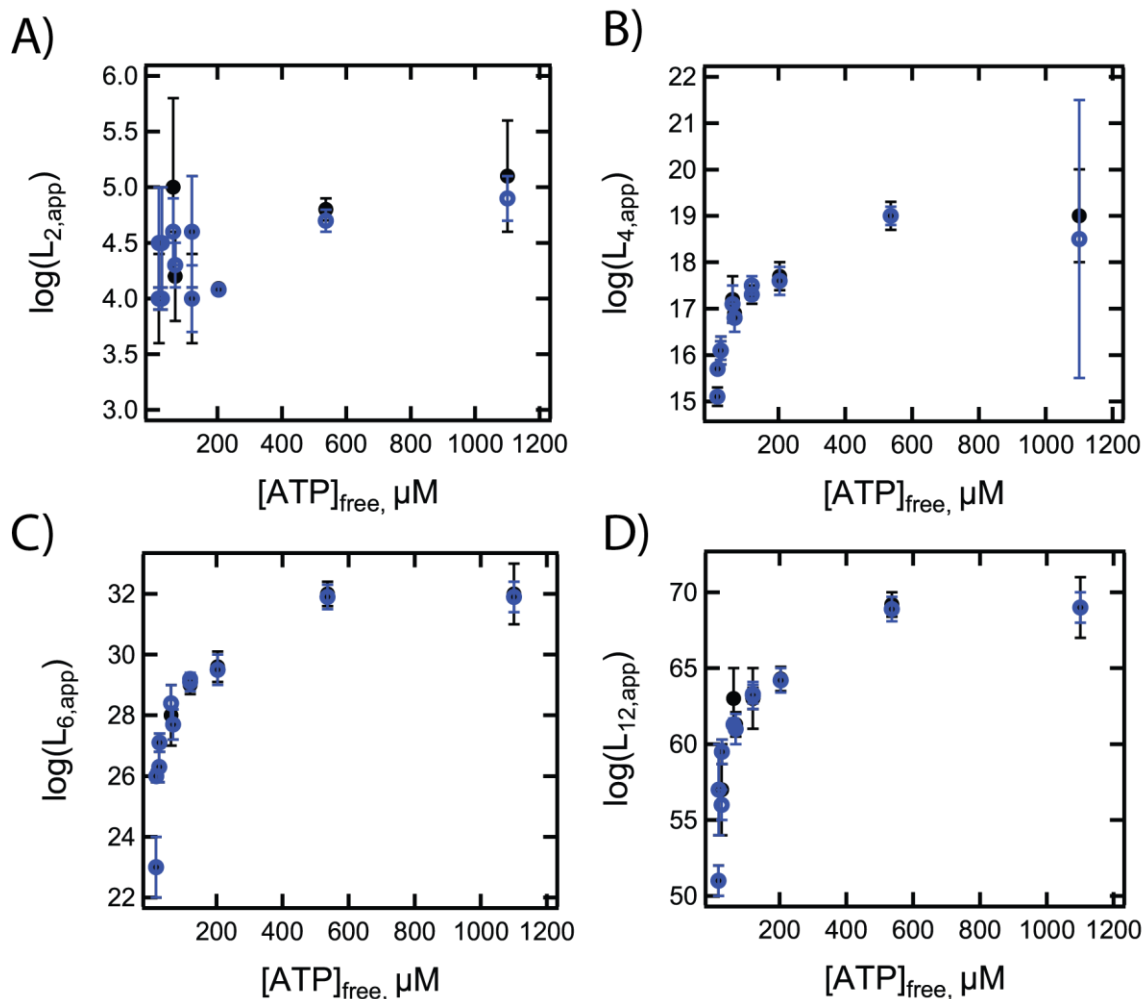 A)
6.0
5.5
5.0
4.5
4.0
3.5
3.0
log(L2,app)
200 400 600 800 1000 1200
[ATP]free, µM
B)
22
21
20
19
18
17
16
15
log(L4,app)
200 400 600 800 1000 1200
[ATP]free, µM
C)
32
30
28
26
24
22
log(L6,app)
200 400 600 800 1000 1200
[ATP]free, µM
D)
70
65
60
55
50
log(L12,app)
200 400 600 800 1000 1200
[ATP]free, µM